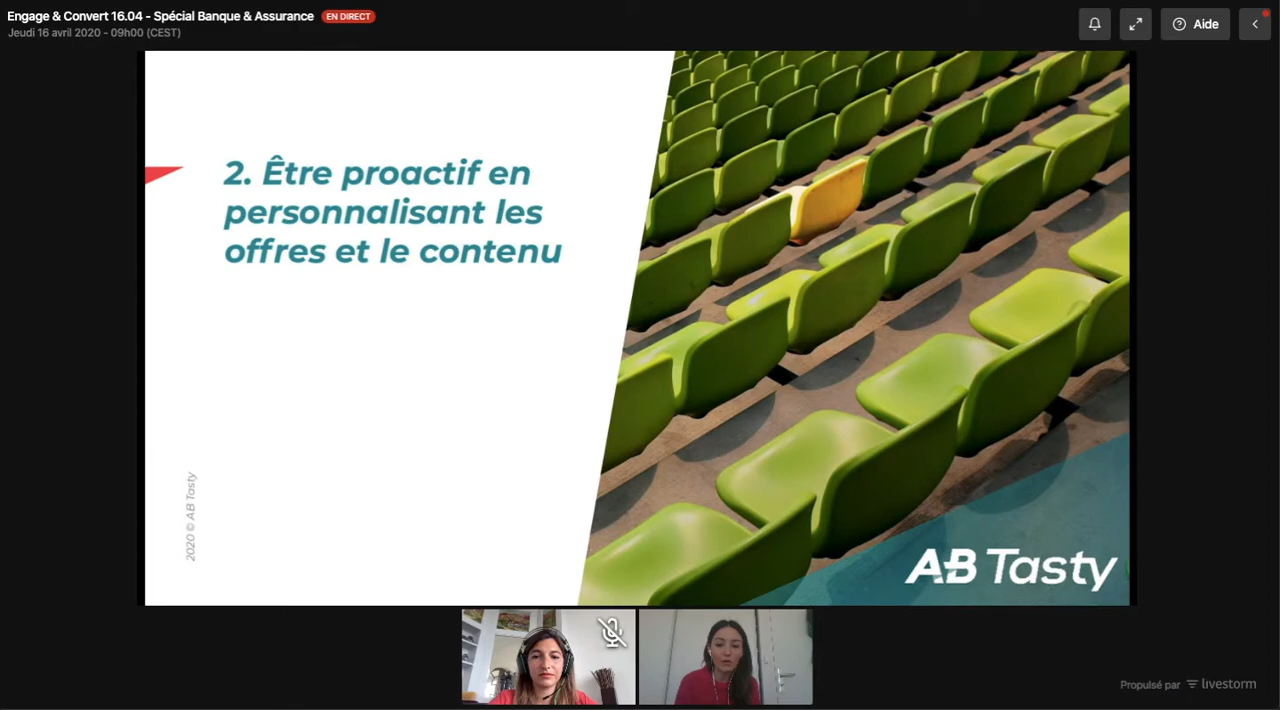 Engage & Convert 16.04 - Spécial Banque & Assurance EN DIRECT
Jeudi 16 avril 2020 - 09h00 (CEST)
Aide
2. Être proactif en
personnalisant les
offres et le contenu
2020 © AB Tasty
AB Tasty
Propulsé par livestorm